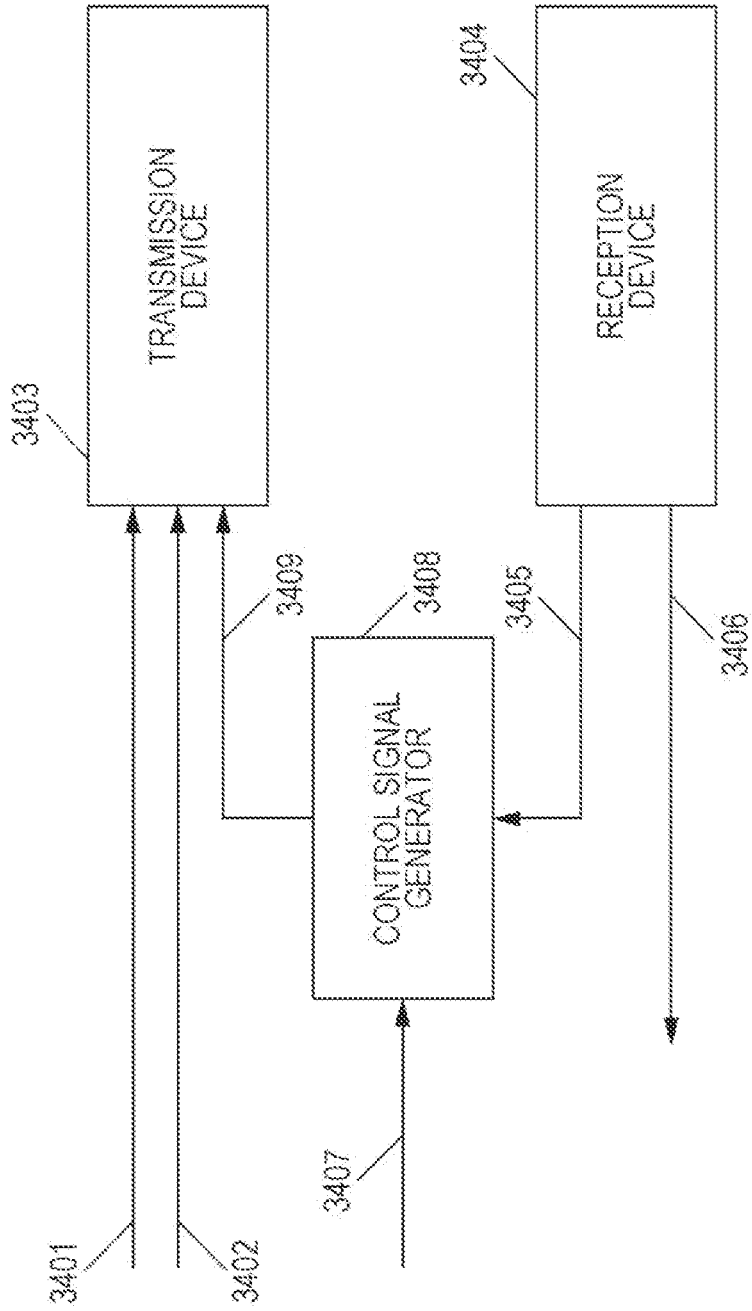 3401
3402
3403
TRANSMISSION
DEVICE
3409
3407
CONTROL SIGNAL
GENERATOR
3408
3405
3406
3404
RECEPTION
DEVICE